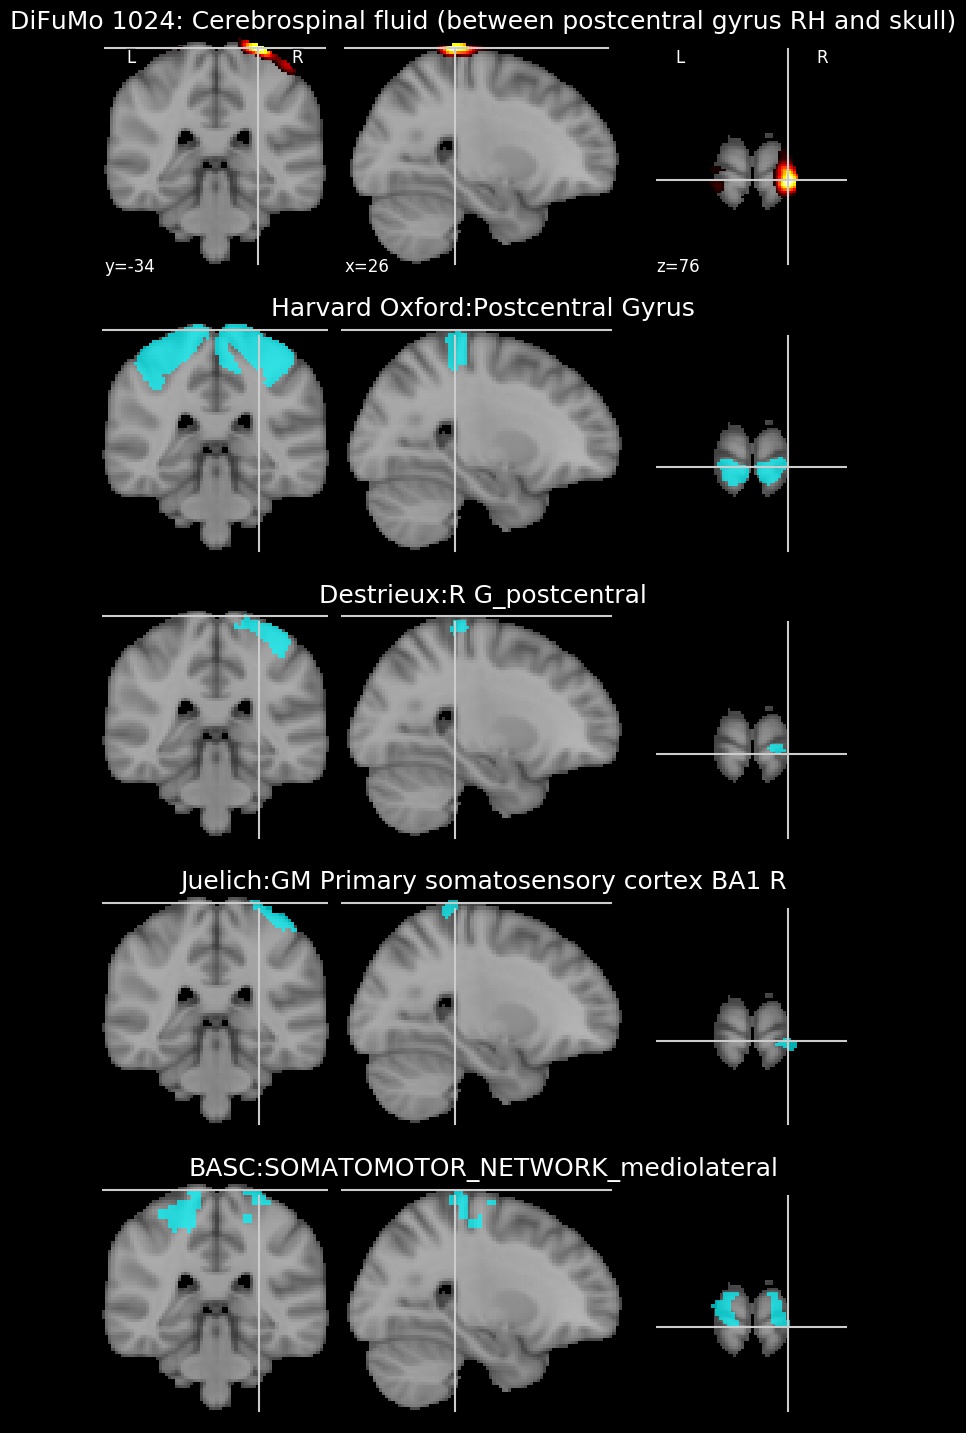 DiFuMo 1024: Cerebrospinal fluid (between postcentral gyrus RH and skull)
L R L R
y=-34 x=26 z=76
Harvard Oxford:Postcentral Gyrus
Destrieux:R G_postcentral
Juelich:GM Primary somatosensory cortex BA1 R
BASC:SOMATOMOTOR_NETWORK_mediolateral